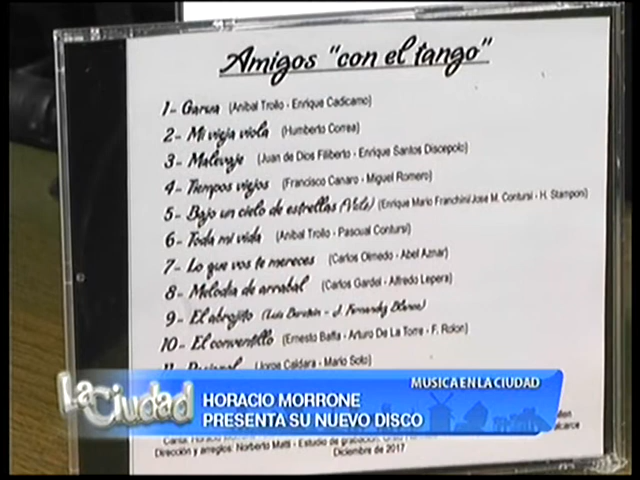 Amigos "con el tango"
1- Garua (Anibal Troilo - Enrique Cadicamo)
2- Mi vieja viola (Humberto Correa)
3- Malevaje (Juan de Dios Filiberto - Enrique Santos Discepolo)
4- Tiempos viejos (Francisco Canaro - Miguel Romero)
5- Bajo un cielo de estrellas (Vals) (Enrique Mario Franchini/Jose M. Contursi - H. Stamponi)
6- Toda mi vida (Anibal Troilo - Pascual Contursi)
7- Lo que vos te mereces (Carlos Olmedo - Abel Aznar)
8- Melodia de arrabal (Carlos Gardel - Alfredo Lepera)
9- El abrojito (Luis Bernstein - J. Fernandez Blanco)
10- El conventillo (Ernesto Baffa - Arturo De La Torre - F. Rolon)
11- (Jorge Caldara - Mario Soto)
La Ciudad
MUSICA EN LA CIUDAD
HORACIO MORRONE
PRESENTA SU NUEVO DISCO
Canta: Horacio Morrone
Dirección y arreglos: Norberto Matti - Estudio de grabación:
Diciembre de 2017